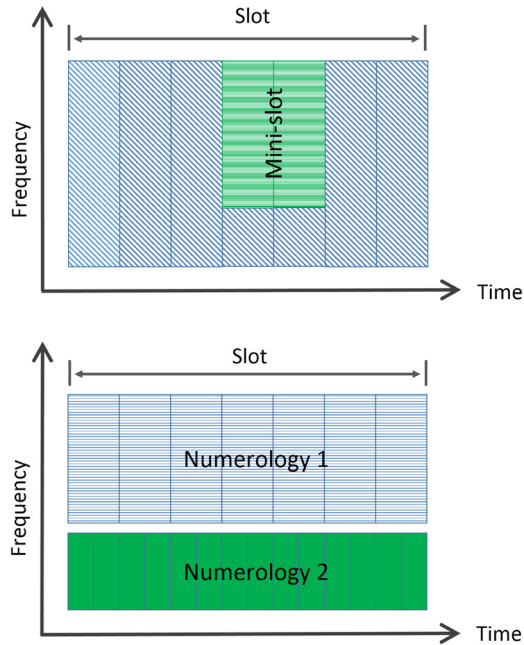 Slot
Mini-slot
Frequency
Time
Slot
Numerology 1
Frequency
Numerology 2
Time